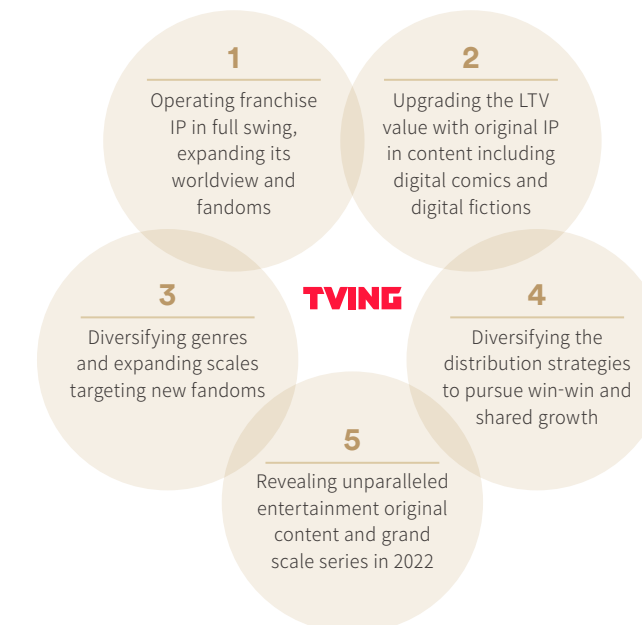 1
Operating franchise
IP in full swing,
expanding its
worldview and
fandoms
2
Upgrading the LTV
value with original IP
in content including
digital comics and
digital fictions
TVING
3
Diversifying genres
and expanding scales
targeting new fandoms
4
Diversifying the
distribution strategies
to pursue win-win and
shared growth
5
Revealing unparalleled
entertainment original
content and grand
scale series in 2022